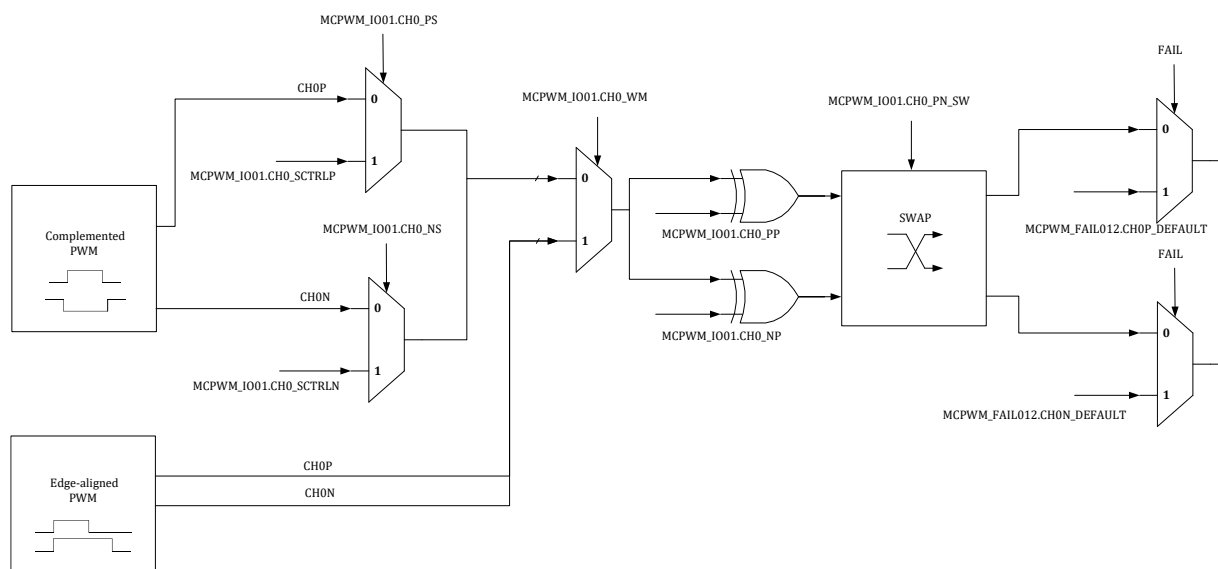 MCPWM_IO01.CH0_PS
FAIL
CH0P
0
MCPWM_IO01.CH0_WM
MCPWM_IO01.CH0_PN_SW
0
1
MCPWM_IO01.CH0_SCTRLP
0
1
Complemented
PWM
MCPWM_IO01.CH0_NS
1
MCPWM_IO01.CH0_PP
SWAP
MCPWM_FAIL012.CH0P_DEFAULT
FAIL
CH0N
0
MCPWM_IO01.CH0_NP
0
1
MCPWM_IO01.CH0_SCTRLN
1
MCPWM_FAIL012.CH0N_DEFAULT
CH0P
Edge-aligned
PWM
CH0N